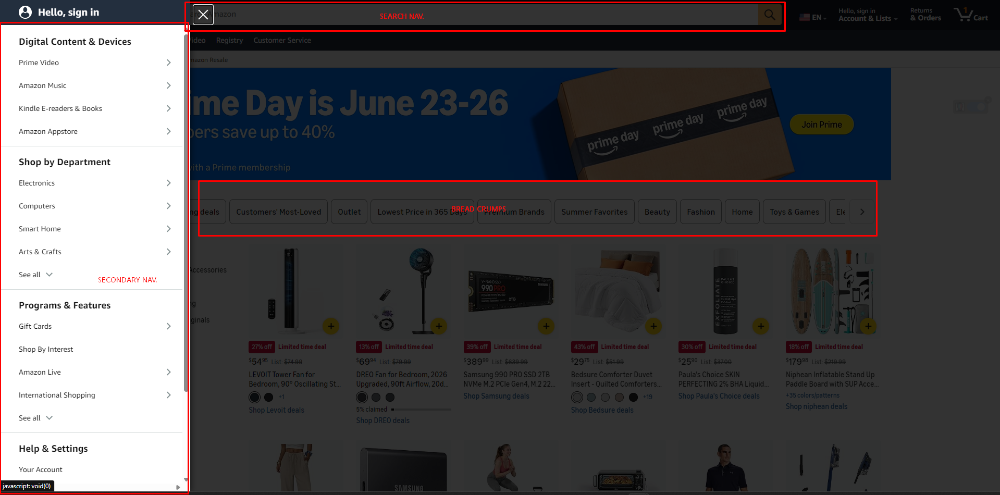 Hello, sign in
Amazon
SEARCH NAV.
EN
Hello, sign in
Account & Lists
Returns
& Orders
1
Cart
Registry
Customer Service
Resale
Digital Content & Devices
Prime Video
Amazon Music
Kindle E-readers & Books
Amazon Appstore
Shop by Department
Electronics
Computers
Smart Home
Arts & Crafts
See all
SECONDARY NAV.
Programs & Features
Gift Cards
Shop By Interest
Amazon Live
International Shopping
See all
Help & Settings
Your Account
javascript: void(0)
Day is June 23-26
save up to 40%
with a Prime membership
prime day
prime day
prime day
Join Prime
BREAD CRUMPS
deals
Customers' Most-Loved
Outlet
Lowest Price in 365 Days
Premium Brands
Summer Favorites
Beauty
Fashion
Home
Toys & Games
Ele
Accessories
V-NAND SSD
990 PRO
SAMSUNG
2TB
PAULA'S CHOICE
EXFOLIATE
27% off Limited time deal
$54 95 List: $74.99
LEVOIT Tower Fan for
Bedroom, 90° Oscillating St...
+1
Shop Levoit deals
13% off Limited time deal
$69 94 List: $79.99
DREO Fan for Bedroom, 2026
Upgraded, 90ft Airflow, 20d...
5% claimed
Shop DREO deals
39% off Limited time deal
$389 99 List: $639.99
Samsung 990 PRO SSD 2TB
NVMe M.2 PCIe Gen4, M.2 22...
Shop Samsung deals
43% off Limited time deal
$29 75 List: $51.99
Bedsure Comforter Duvet
Insert - Quilted Comforters...
+19
Shop Bedsure deals
30% off Limited time deal
$25 90 List: $37.00
Paula's Choice SKIN
PERFECTING 2% BHA Liquid...
Shop Paula's Choice deals
18% off Limited time deal
$179 98 List: $219.99
Niphean Inflatable Stand Up
Paddle Board with SUP Acce...
+35 colors/patterns
Shop niphean deals
SAMSUNG